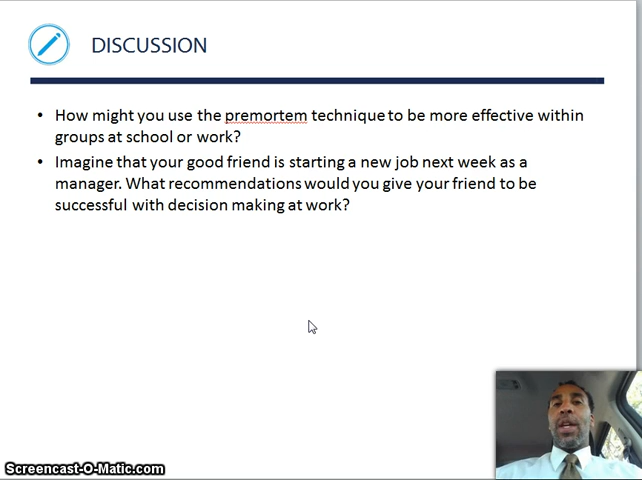 DISCUSSION
• How might you use the premortem technique to be more effective within
groups at school or work?
• Imagine that your good friend is starting a new job next week as a
manager. What recommendations would you give your friend to be
successful with decision making at work?
Screencast-O-Matic.com